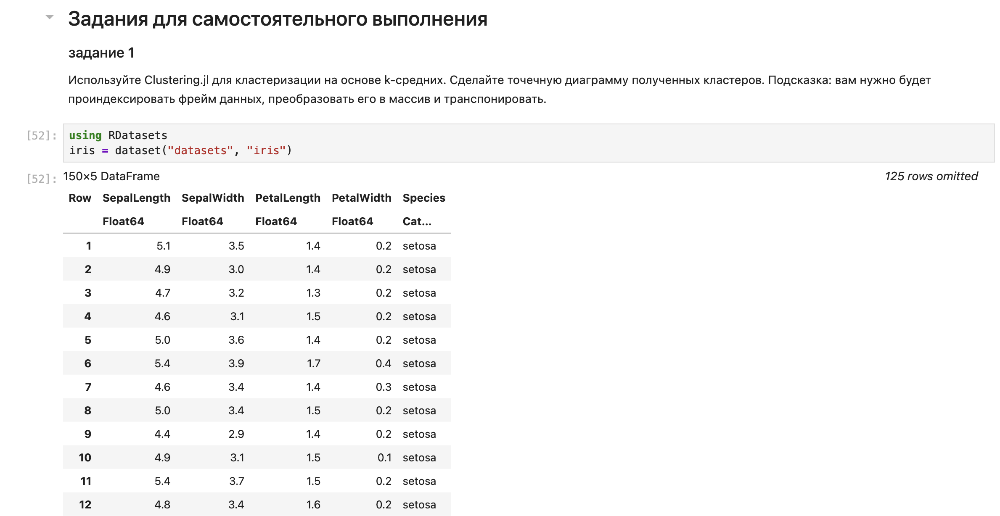 Задания для самостоятельного выполнения
задание 1
Используйте Clustering.jl для кластеризации на основе k-средних. Сделайте точечную диаграмму полученных кластеров. Подсказка: вам нужно будет
проиндексировать фрейм данных, преобразовать его в массив и транспонировать.
[52]: using RDatasets
iris = dataset("datasets", "iris")
[52]: 150×5 DataFrame 125 rows omitted
Row SepalLength SepalWidth PetalLength PetalWidth Species
Float64 Float64 Float64 Float64 Cat...
1 5.1 3.5 1.4 0.2 setosa
2 4.9 3.0 1.4 0.2 setosa
3 4.7 3.2 1.3 0.2 setosa
4 4.6 3.1 1.5 0.2 setosa
5 5.0 3.6 1.4 0.2 setosa
6 5.4 3.9 1.7 0.4 setosa
7 4.6 3.4 1.4 0.3 setosa
8 5.0 3.4 1.5 0.2 setosa
9 4.4 2.9 1.4 0.2 setosa
10 4.9 3.1 1.5 0.1 setosa
11 5.4 3.7 1.5 0.2 setosa
12 4.8 3.4 1.6 0.2 setosa